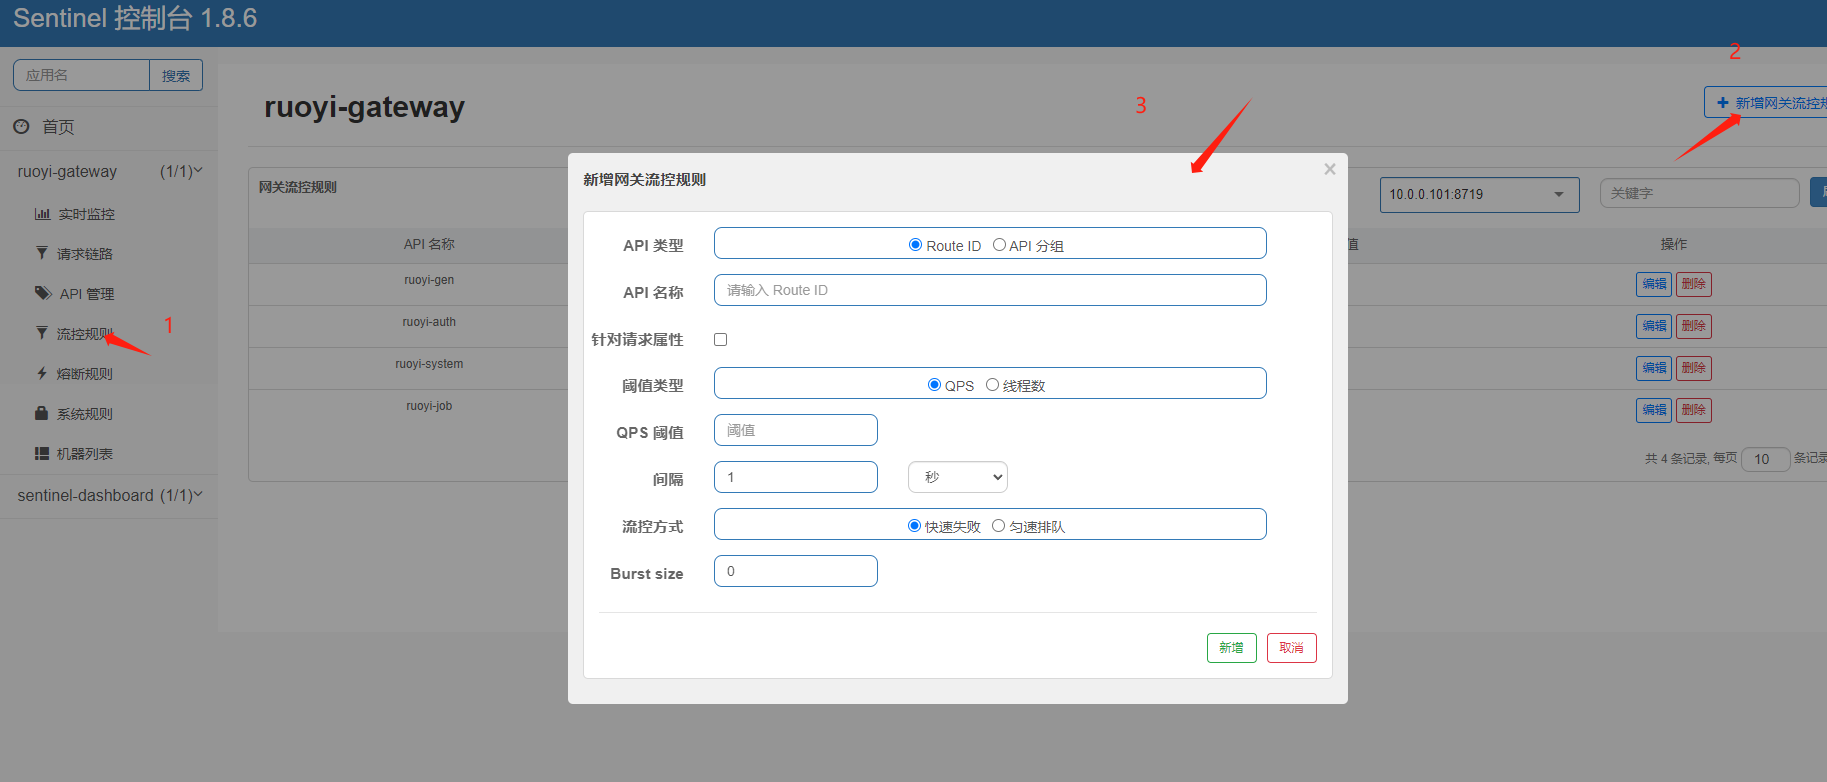 Sentinel 控制台 1.8.6
应用名 搜索
首页
ruoyi-gateway (1/1)
实时监控
请求链路
API 管理
流控规则
1
熔断规则
系统规则
机器列表
sentinel-dashboard (1/1)
ruoyi-gateway
2
新增网关流控规
3
网关流控规则
10.0.0.101:8719
关键字
API 名称
值
操作
ruoyi-gen
编辑 删除
ruoyi-auth
编辑 删除
ruoyi-system
编辑 删除
ruoyi-job
编辑 删除
共 4 条记录, 每页 10 条记录
新增网关流控规则
×
API 类型 Route ID API 分组
API 名称 请输入 Route ID
针对请求属性
阈值类型 QPS 线程数
QPS 阈值 阈值
间隔 1 秒
流控方式 快速失败 匀速排队
Burst size 0
新增 取消